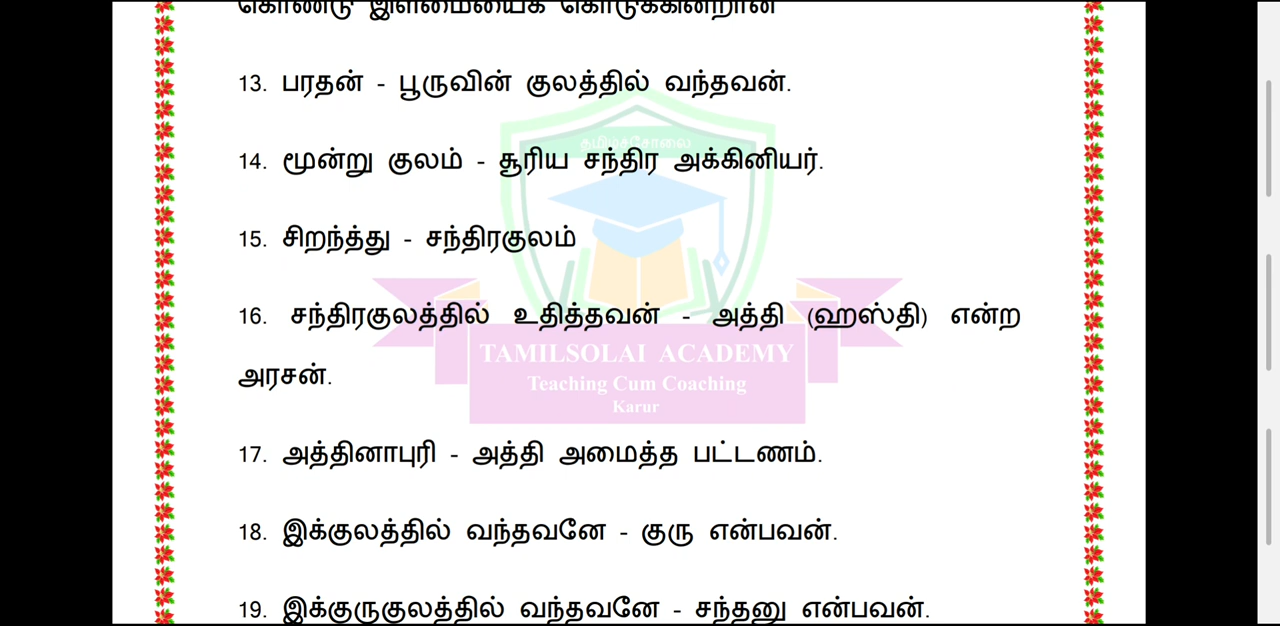 கொண்டு இளமையைக் கொடுக்கின்றான்
13. பரதன் - பூருவின் குலத்தில் வந்தவன்.
தமிழ்ச்சோலை
14. மூன்று குலம் - சூரிய சந்திர அக்கினியர்.
15. சிறந்த்து - சந்திரகுலம்
16. சந்திரகுலத்தில் உதித்தவன் - அத்தி (ஹஸ்தி) என்ற
TAMILSOLAI ACADEMY
அரசன்.
Teaching Cum Coaching
Karur
17. அத்தினாபுரி - அத்தி அமைத்த பட்டணம்.
18. இக்குலத்தில் வந்தவனே - குரு என்பவன்.
19. இக்குருகுலத்தில் வந்தவனே - சந்தனு என்பவன்.